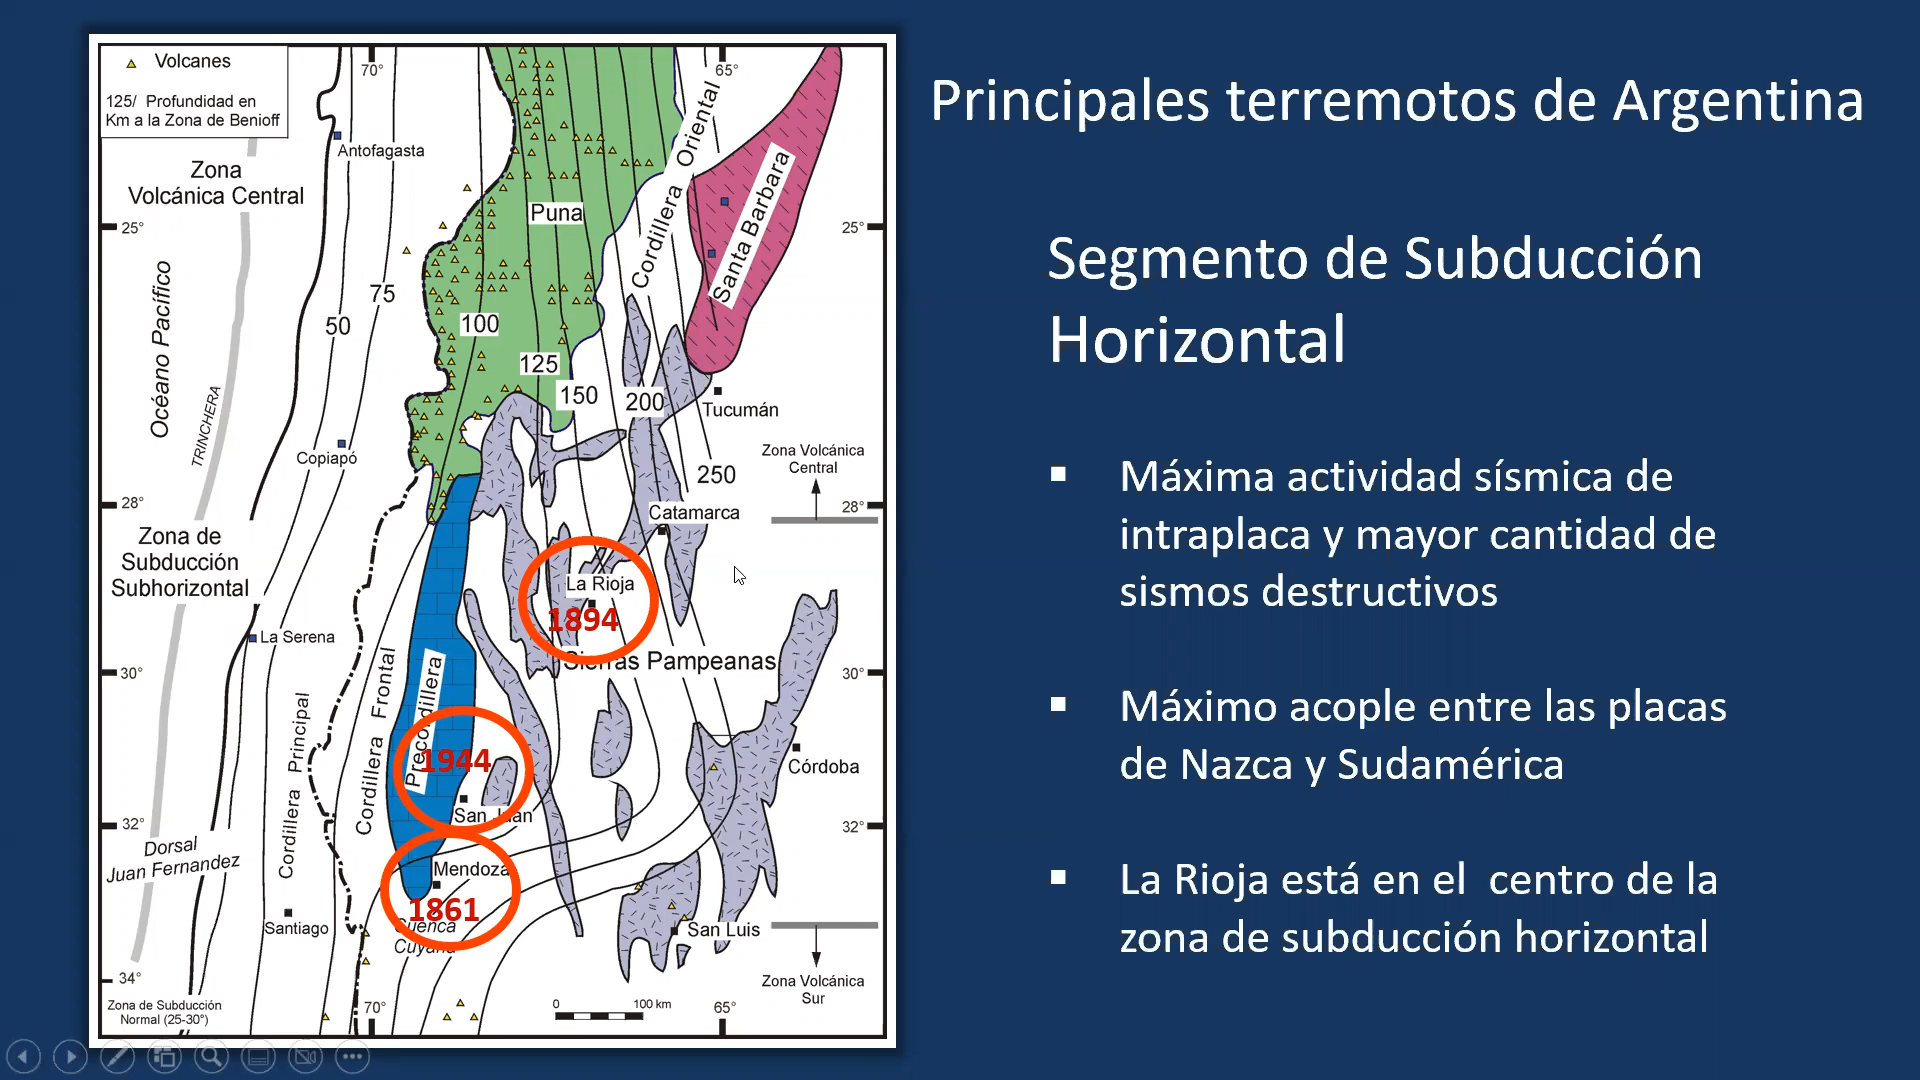 Principales terremotos de Argentina
Segmento de Subducción
Horizontal
▪ Máxima actividad sísmica de
intraplaca y mayor cantidad de
sismos destructivos
▪ Máximo acople entre las placas
de Nazca y Sudamérica
▪ La Rioja está en el  centro de la
zona de subducción horizontal
Volcanes
125/  Profundidad en
Km a la Zona de Benioff
70°
65°
Antofagasta
Zona
Volcánica Central
Cordillera Oriental
Santa Barbara
Puna
25°
25°
Océano Pacífico
TRINCHERA
50
75
100
125
150
200
250
Tucumán
Copiapó
Zona Volcánica
Central
28°
28°
Catamarca
Zona de
Subducción
Subhorizontal
La Rioja
1894
La Serena
Sierras Pampeanas
30°
30°
Cordillera Principal
Cordillera Frontal
Precordillera
1944
San Juan
Córdoba
32°
32°
Dorsal
Juan Fernandez
Mendoza
1861
Cuenca
Cuyana
Santiago
San Luis
34°
Zona Volcánica
Sur
Zona de Subducción
Normal (25-30°)
70°
0
100 km
65°